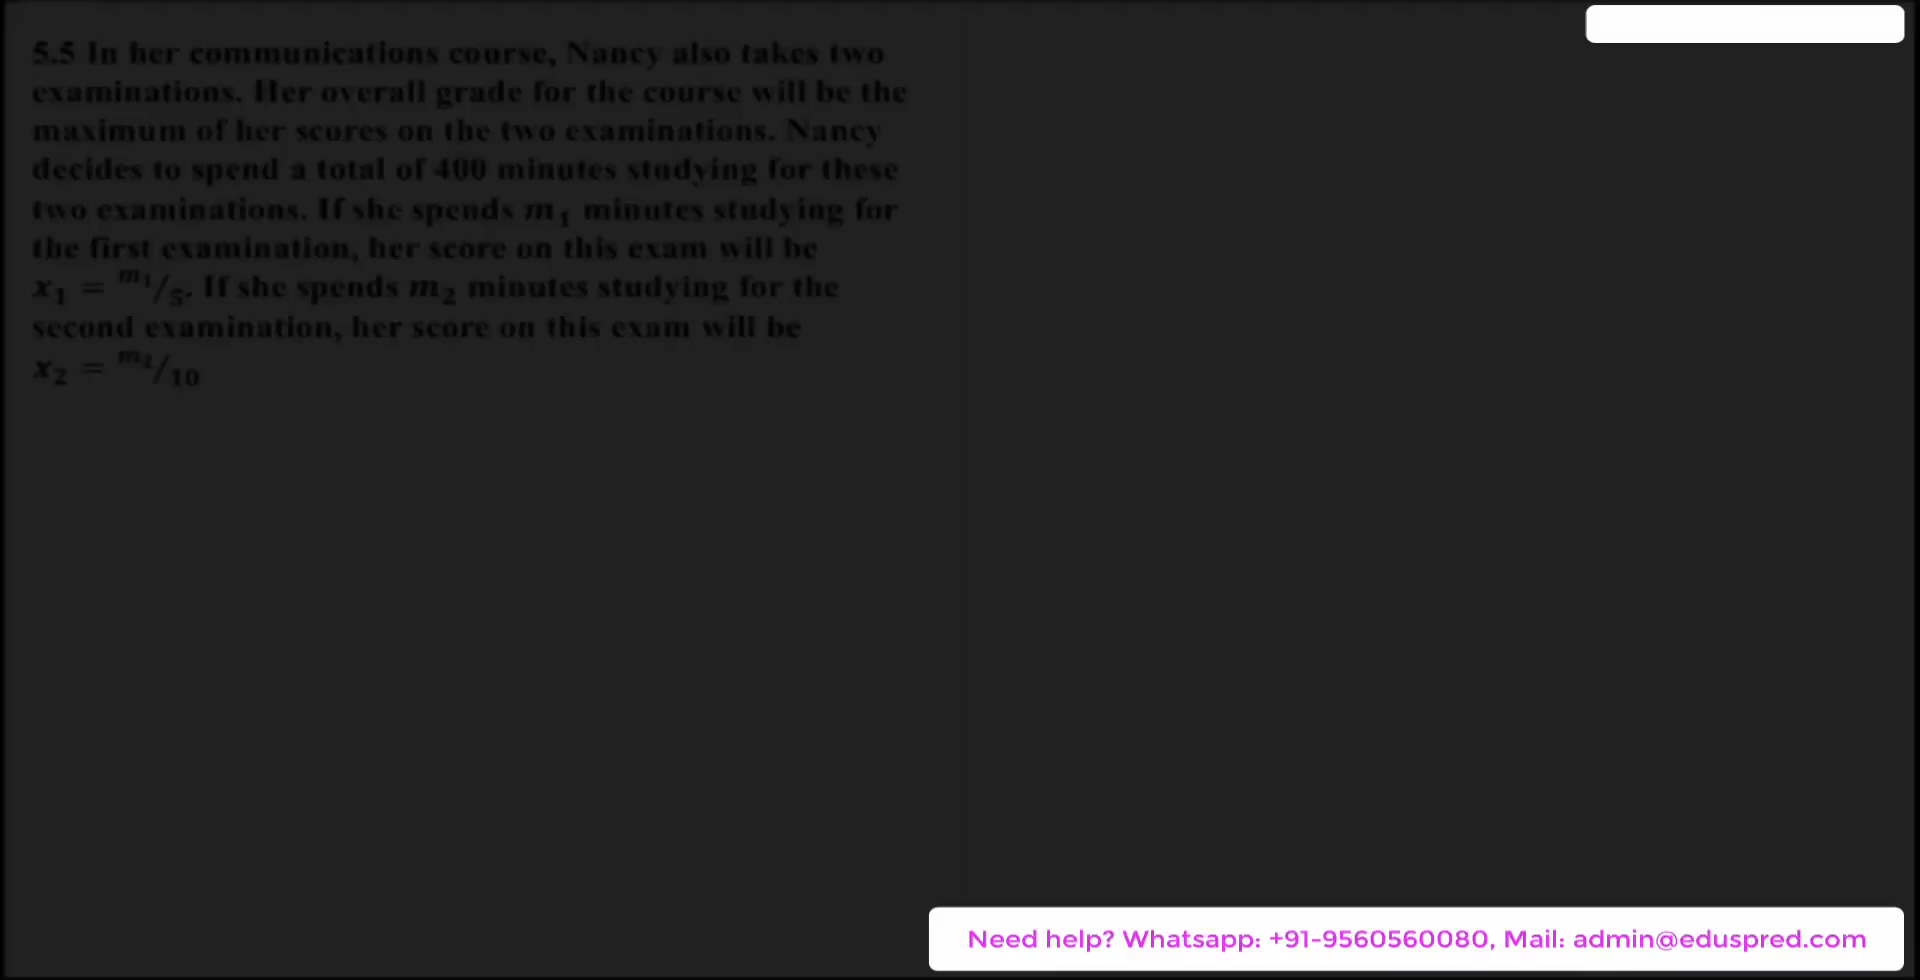 5.5 In her communications course, Nancy also takes two
examinations. Her overall grade for the course will be the
maximum of her scores on the two examinations. Nancy
decides to spend a total of 400 minutes studying for these
two examinations. If she spends m₁ minutes studying for
the first examination, her score on this exam will be
x₁ = m₁/5. If she spends m₂ minutes studying for the
second examination, her score on this exam will be
x₂ = m₂/10
Need help? Whatsapp: +91-9560560080, Mail: admin@eduspred.com